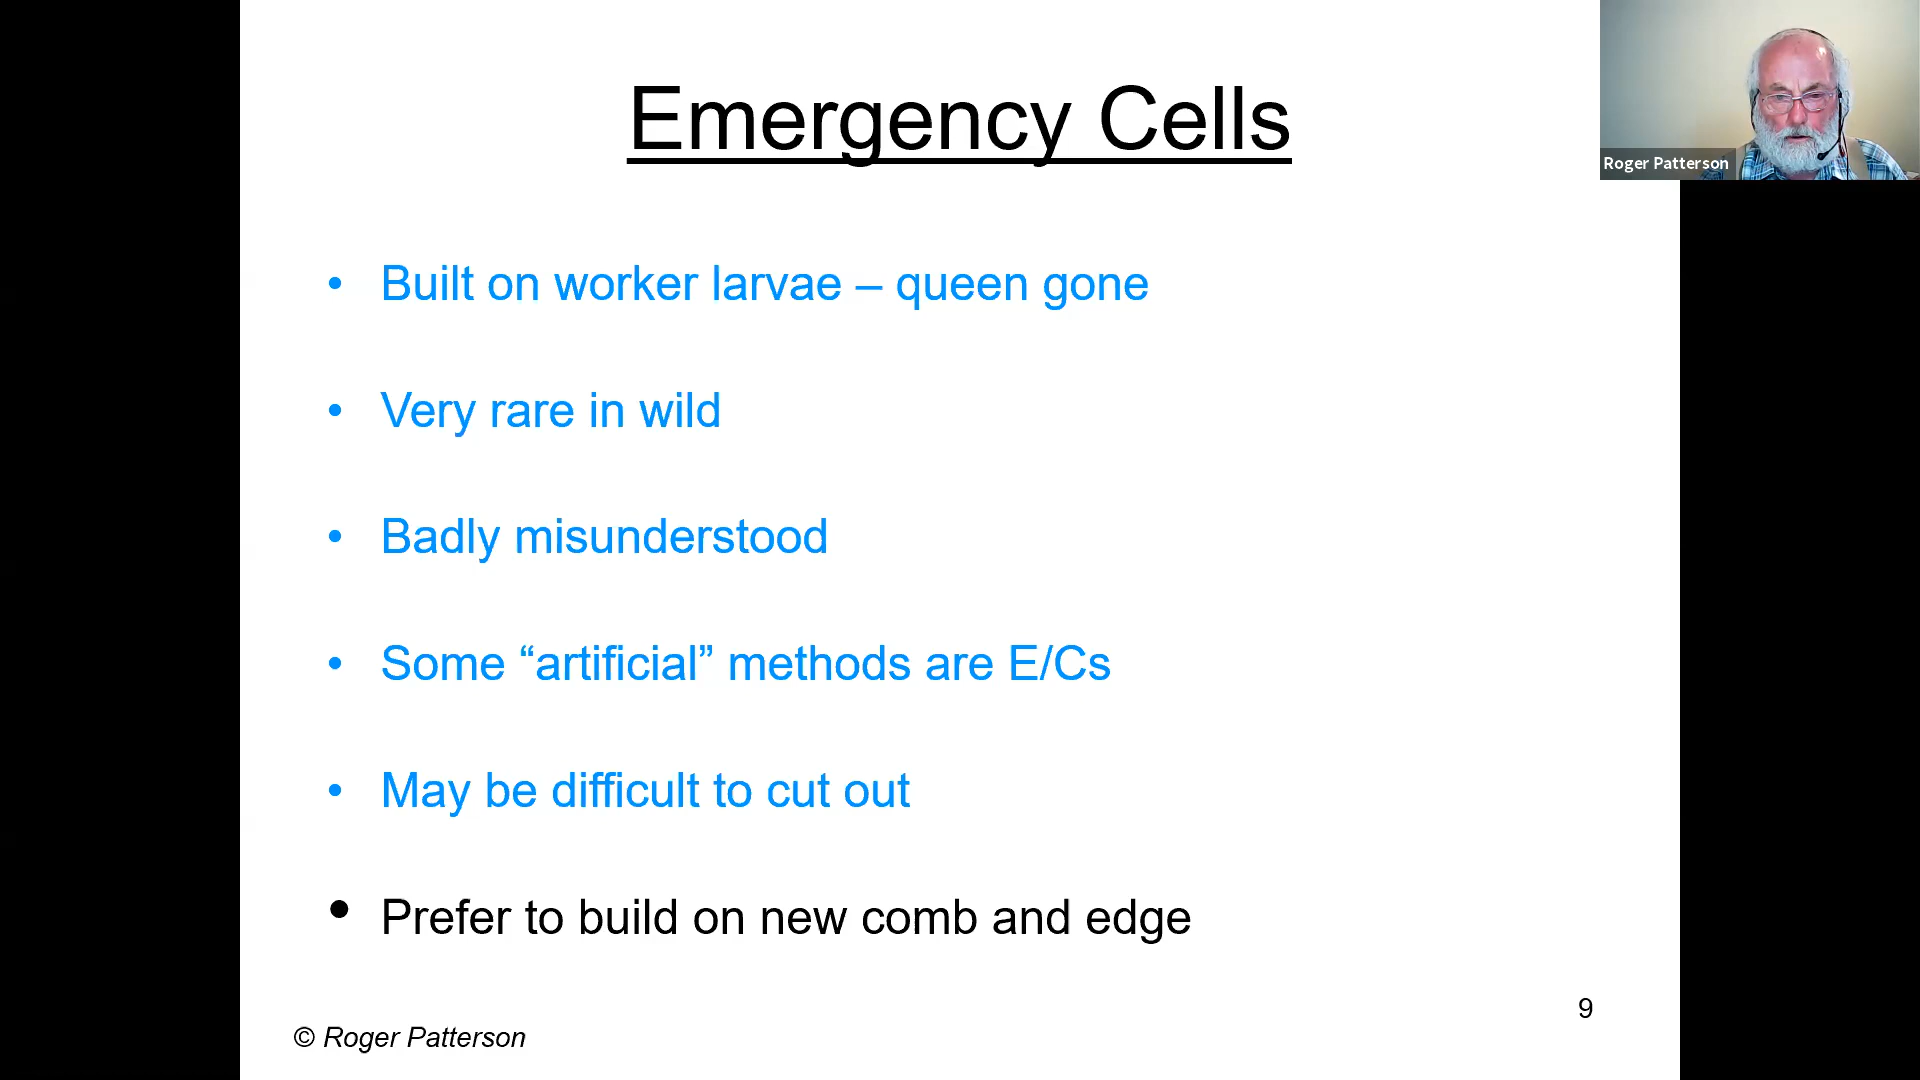 Emergency Cells
Roger Patterson
• Built on worker larvae – queen gone
• Very rare in wild
• Badly misunderstood
• Some “artificial” methods are E/Cs
• May be difficult to cut out
• Prefer to build on new comb and edge
9
© Roger Patterson